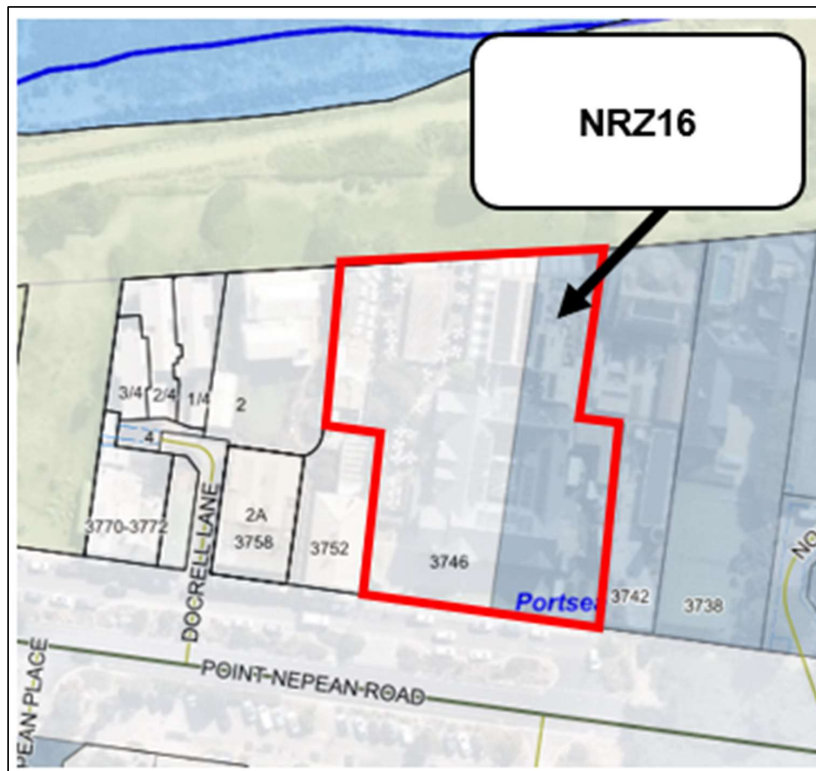 NRZ16
3/4
2/4
1/4
2
4
3770-3772
DOCRELL LANE
2A
3758
3752
3746
Portsea
3742
3738
NO
POINT NEPEAN ROAD
PEAN PLACE